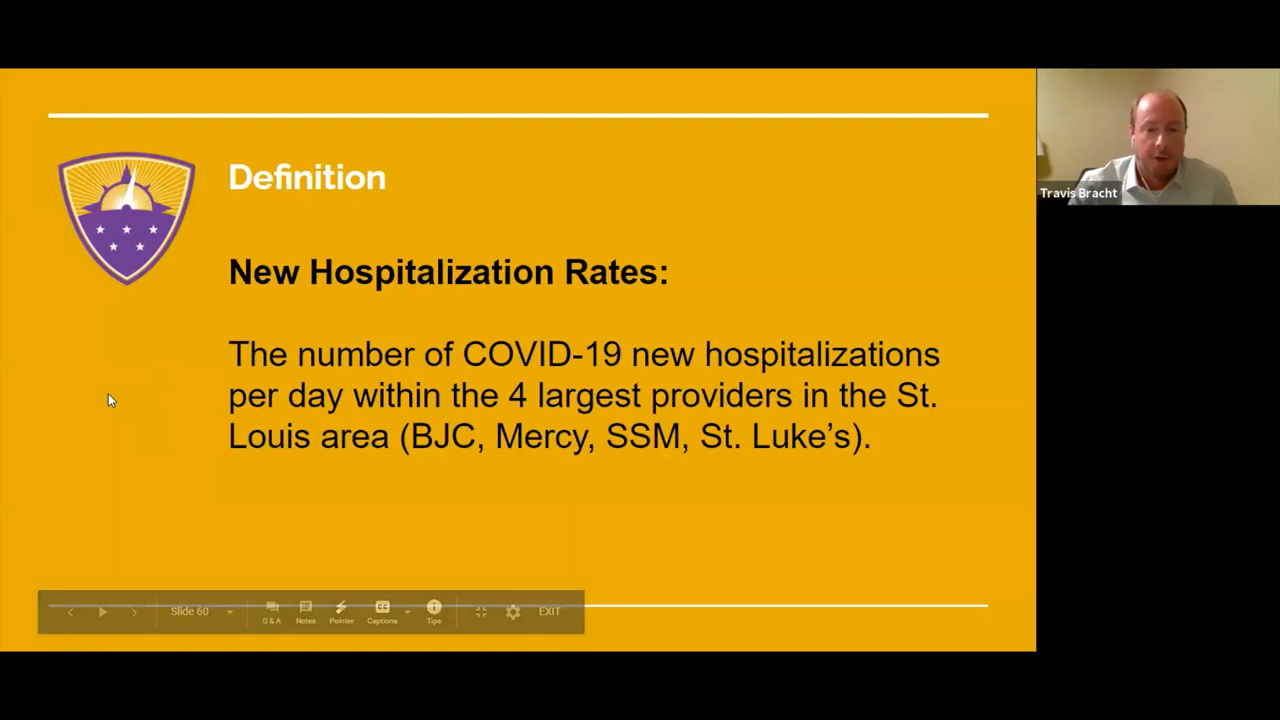 Definition
New Hospitalization Rates:
The number of COVID-19 new hospitalizations
per day within the 4 largest providers in the St.
Louis area (BJC, Mercy, SSM, St. Luke’s).
Travis Bracht
Slide 60
Q & A
Notes
Pointer
CC
Captions
Tips
EXIT